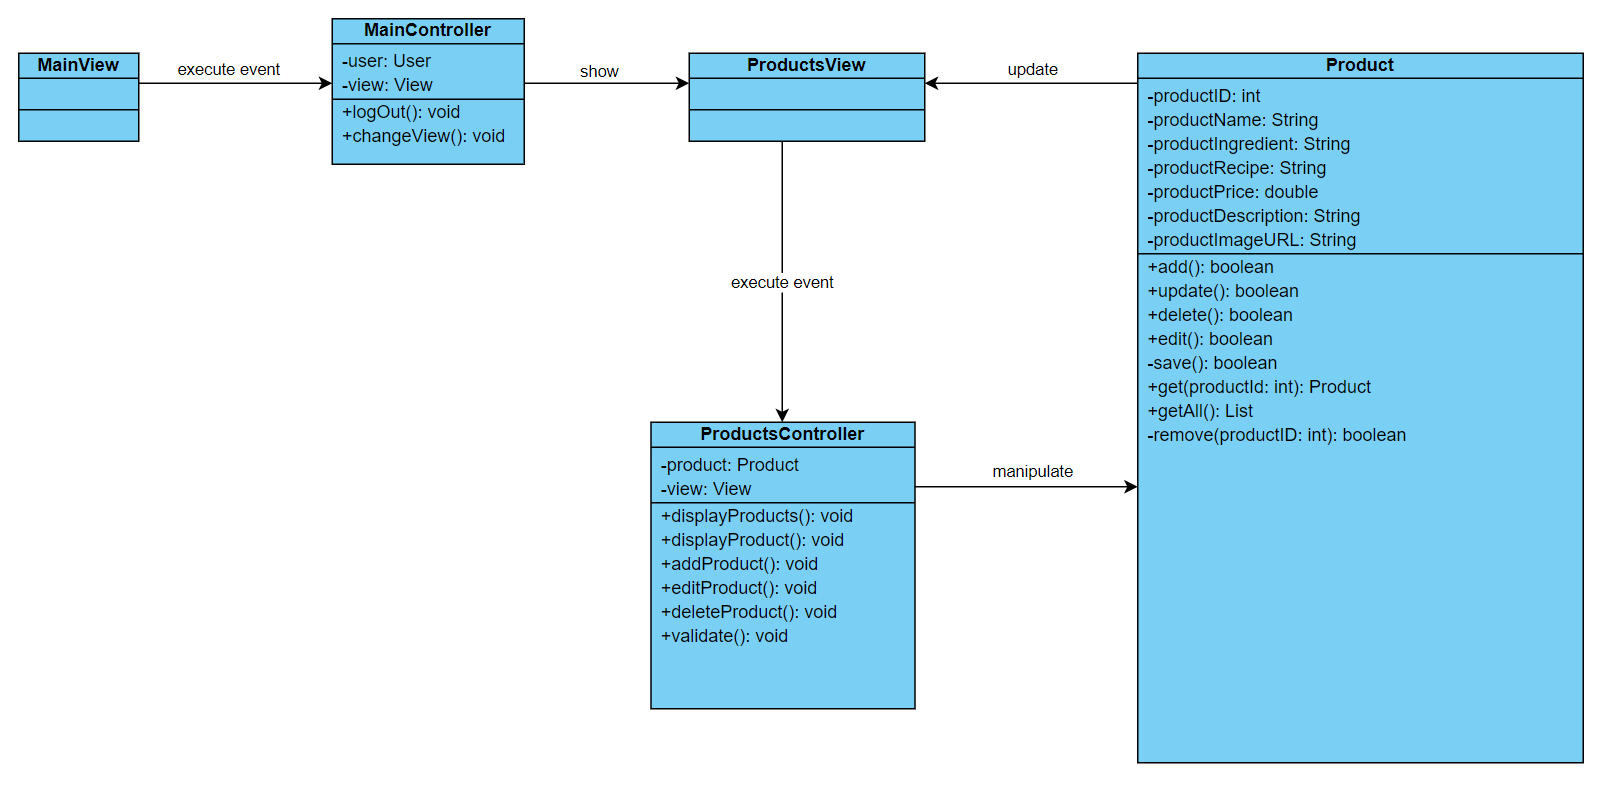 MainView
execute event
MainController
-user: User
-view: View
+logOut(): void
+changeView(): void
show
ProductsView
update
Product
-productID: int
-productName: String
-productIngredient: String
-productRecipe: String
-productPrice: double
-productDescription: String
-productImageURL: String
+add(): boolean
+update(): boolean
+delete(): boolean
+edit(): boolean
-save(): boolean
+get(productId: int): Product
+getAll(): List
-remove(productID: int): boolean
execute event
ProductsController
-product: Product
-view: View
+displayProducts(): void
+displayProduct(): void
+addProduct(): void
+editProduct(): void
+deleteProduct(): void
+validate(): void
manipulate